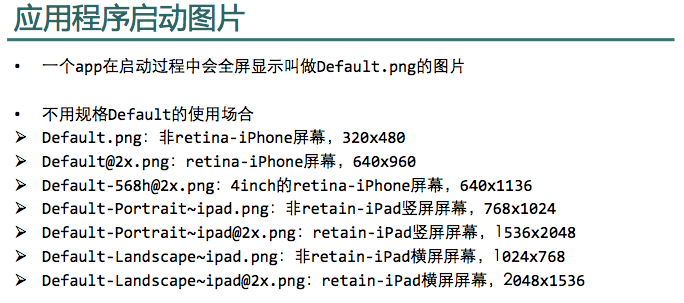 应用程序启动图片
• 一个app在启动过程中会全屏显示叫做Default.png的图片
• 不用规格Default的使用场合
➢ Default.png：非retina-iPhone屏幕，320x480
➢ Default@2x.png：retina-iPhone屏幕，640x960
➢ Default-568h@2x.png：4inch的retina-iPhone屏幕，640x1136
➢ Default-Portrait~ipad.png：非retain-iPad竖屏屏幕，768x1024
➢ Default-Portrait~ipad@2x.png：retain-iPad竖屏屏幕，1536x2048
➢ Default-Landscape~ipad.png：非retain-iPad横屏屏幕，1024x768
➢ Default-Landscape~ipad@2x.png：retain-iPad横屏屏幕，2048x1536